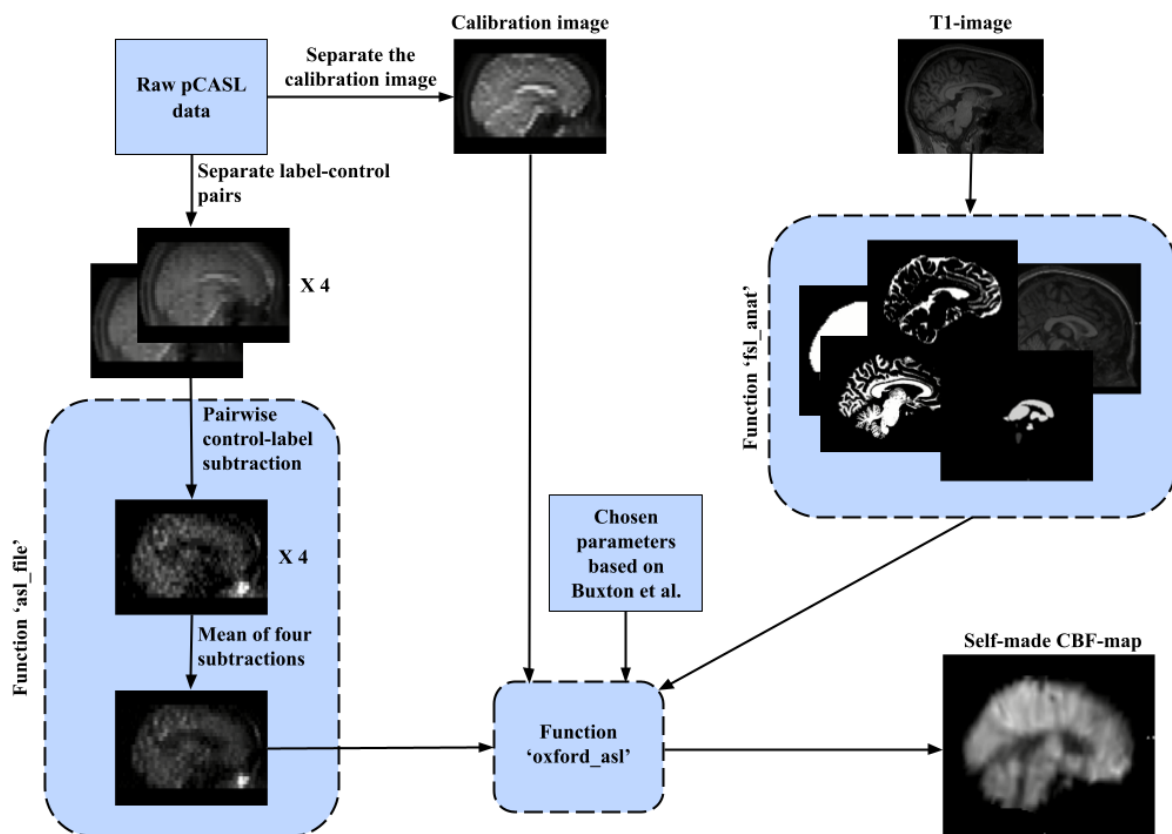 Calibration image
T1-image
Raw pCASL
data
Separate the
calibration image
Separate label-control
pairs
X 4
Function ‘fsl_anat’
Pairwise
control-label
subtraction
X 4
Function ‘asl_file’
Mean of four
subtractions
Chosen
parameters
based on
Buxton et al.
Function
‘oxford_asl’
Self-made CBF-map